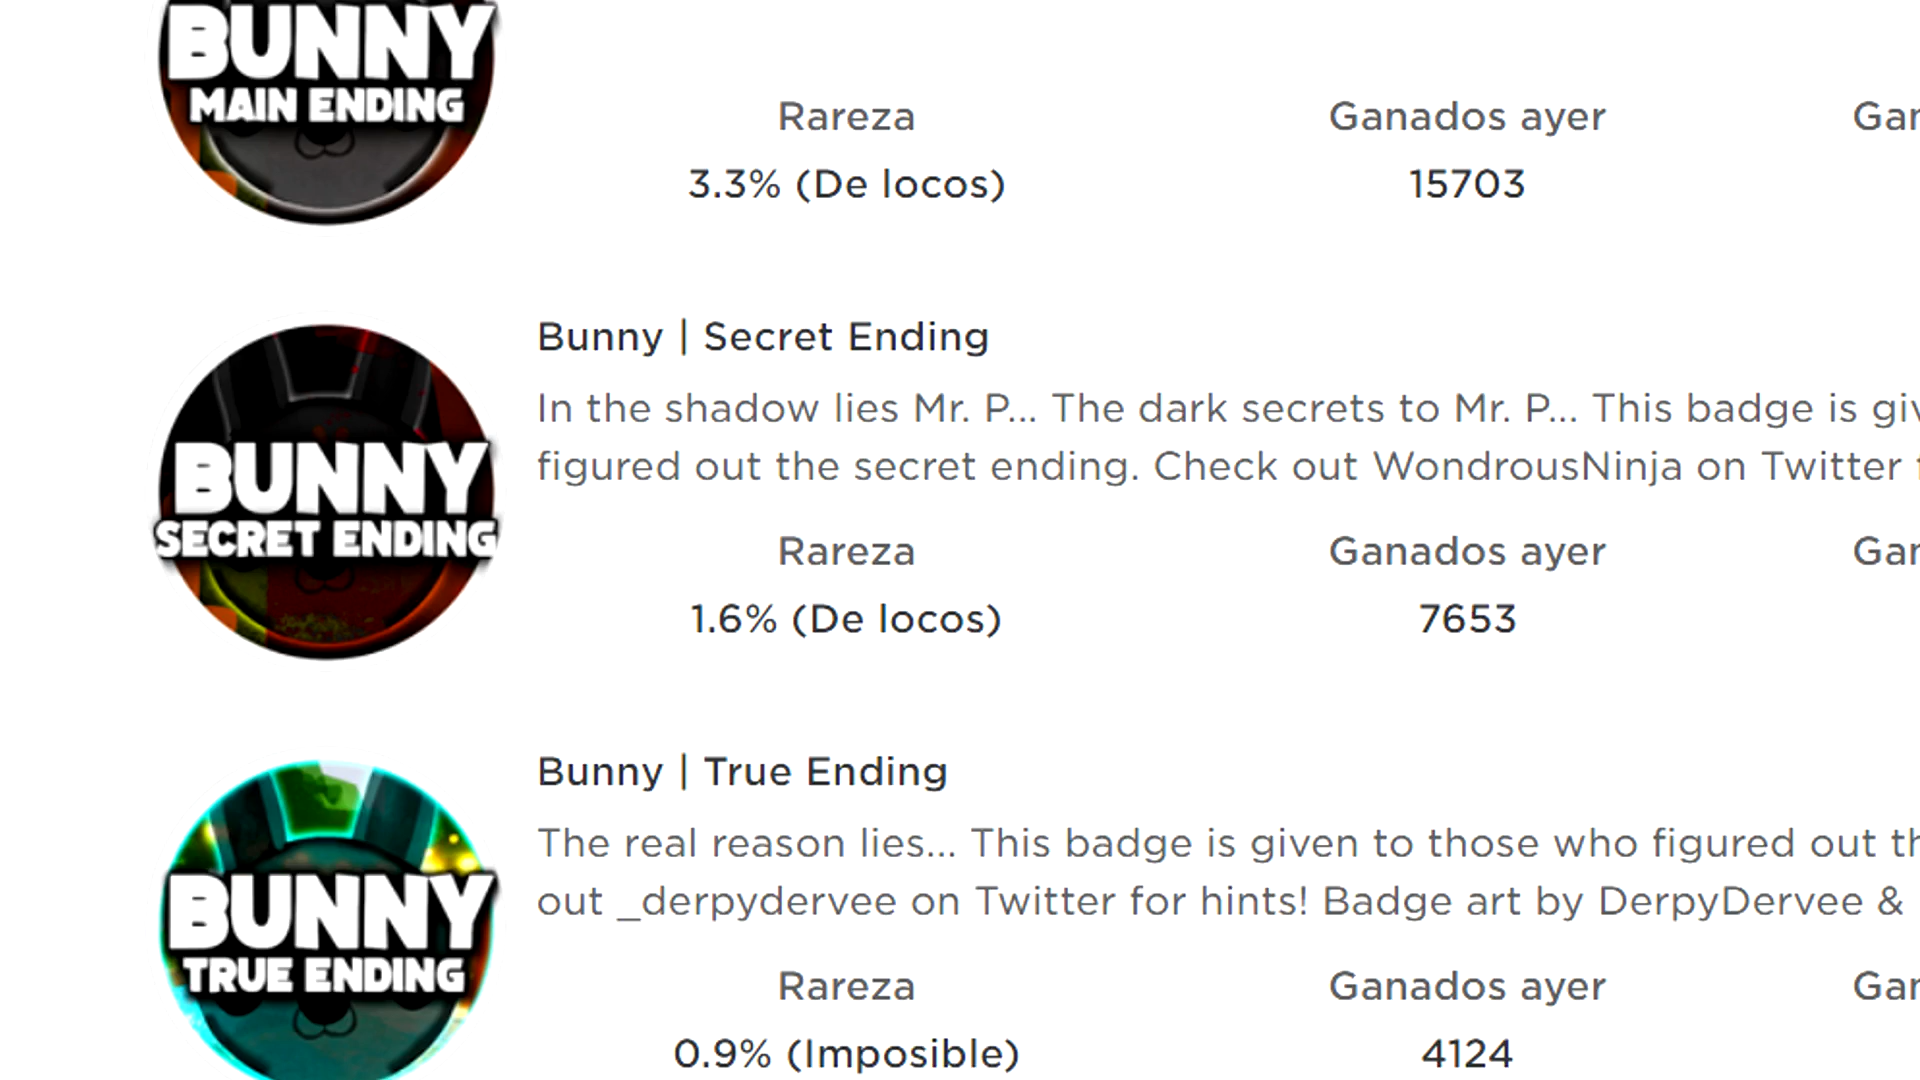 BUNNY
MAIN ENDING
Rareza
Ganados ayer
3.3% (De locos)
15703
BUNNY
SECRET ENDING
Bunny | Secret Ending
In the shadow lies Mr. P... The dark secrets to Mr. P... This badge is
figured out the secret ending. Check out WondrousNinja on Twitter
Rareza
Ganados ayer
1.6% (De locos)
7653
BUNNY
TRUE ENDING
Bunny | True Ending
The real reason lies... This badge is given to those who figured out
out _derpydervee on Twitter for hints! Badge art by DerpyDervee &
Rareza
Ganados ayer
0.9% (Imposible)
4124